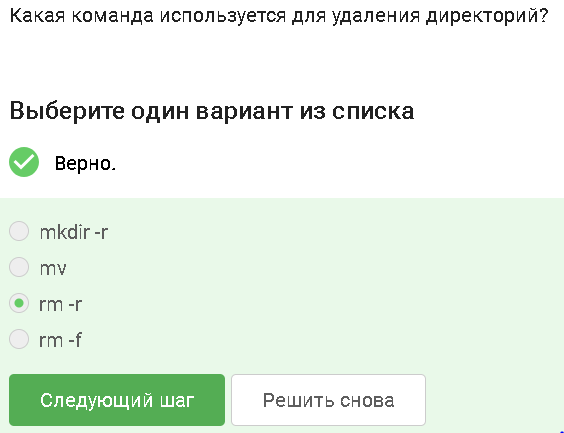 Какая команда используется для удаления директорий?
Выберите один вариант из списка
Верно.
mkdir -r
mv
rm -r
rm -f
Следующий шаг
Решить снова